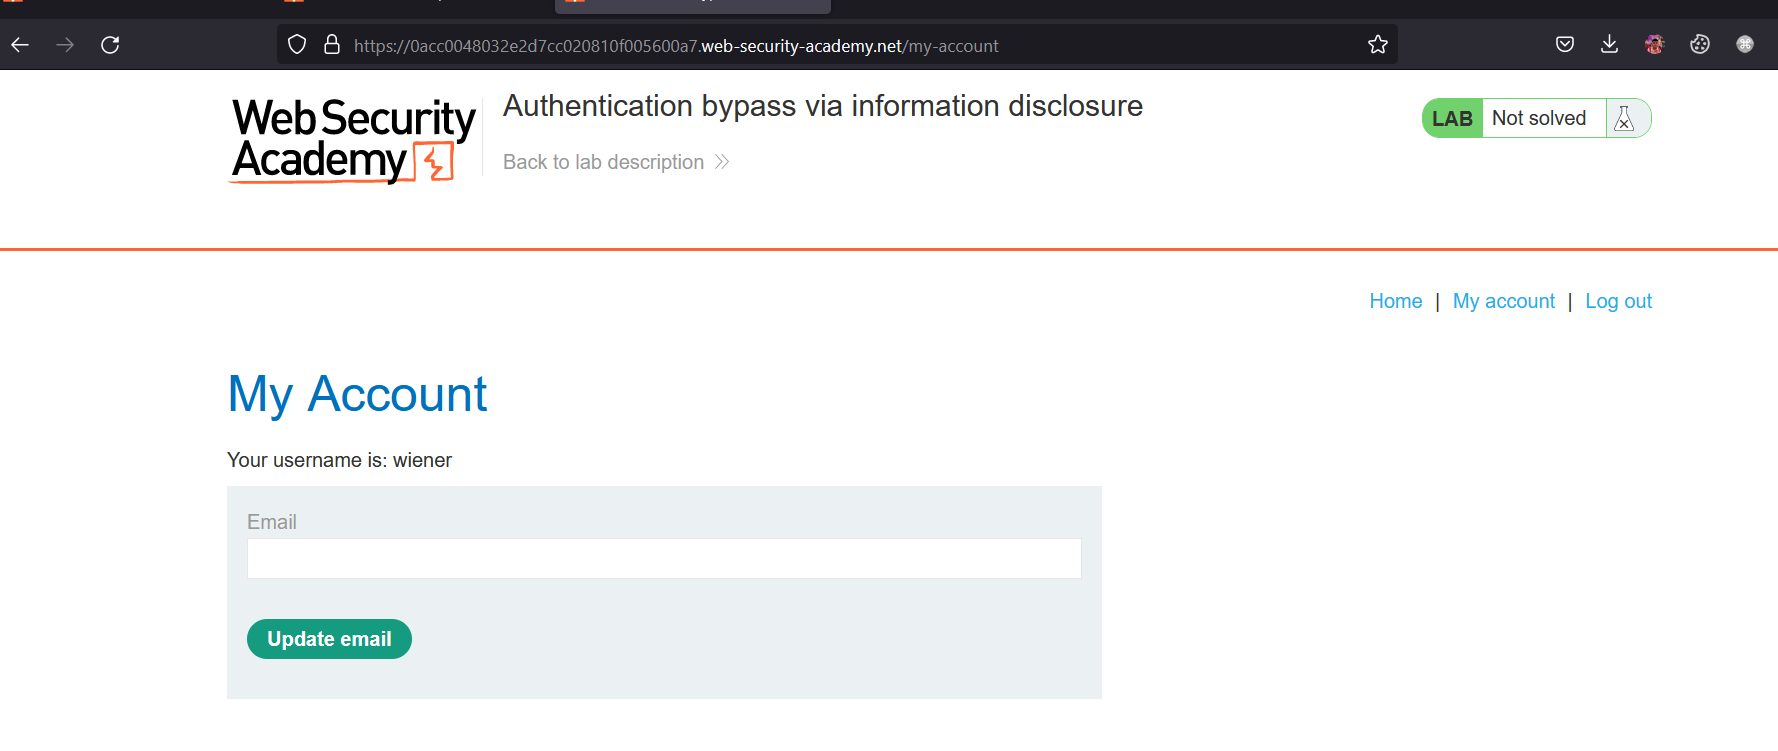 https://0acc0048032e2d7cc020810f005600a7.web-security-academy.net/my-account
Web Security
Academy
Authentication bypass via information disclosure
Back to lab description
LAB Not solved
Home | My account | Log out
My Account
Your username is: wiener
Email
Update email